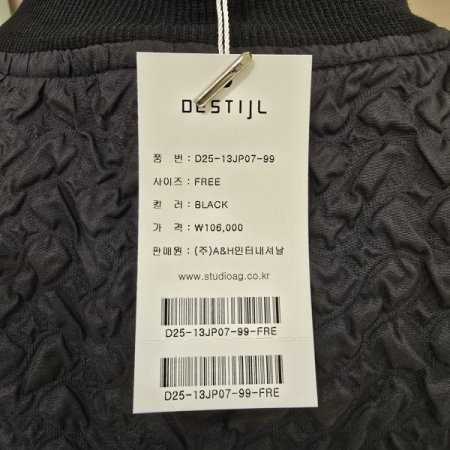 DESTIJL
품 번 : D25-13JP07-99
사이즈 : FREE
컬 러 : BLACK
가 격 : ₩106,000
판매원 : (주)A&H인터내셔날
www.studioag.co.kr
D25-13JP07-99-FRE
D25-13JP07-99-FRE